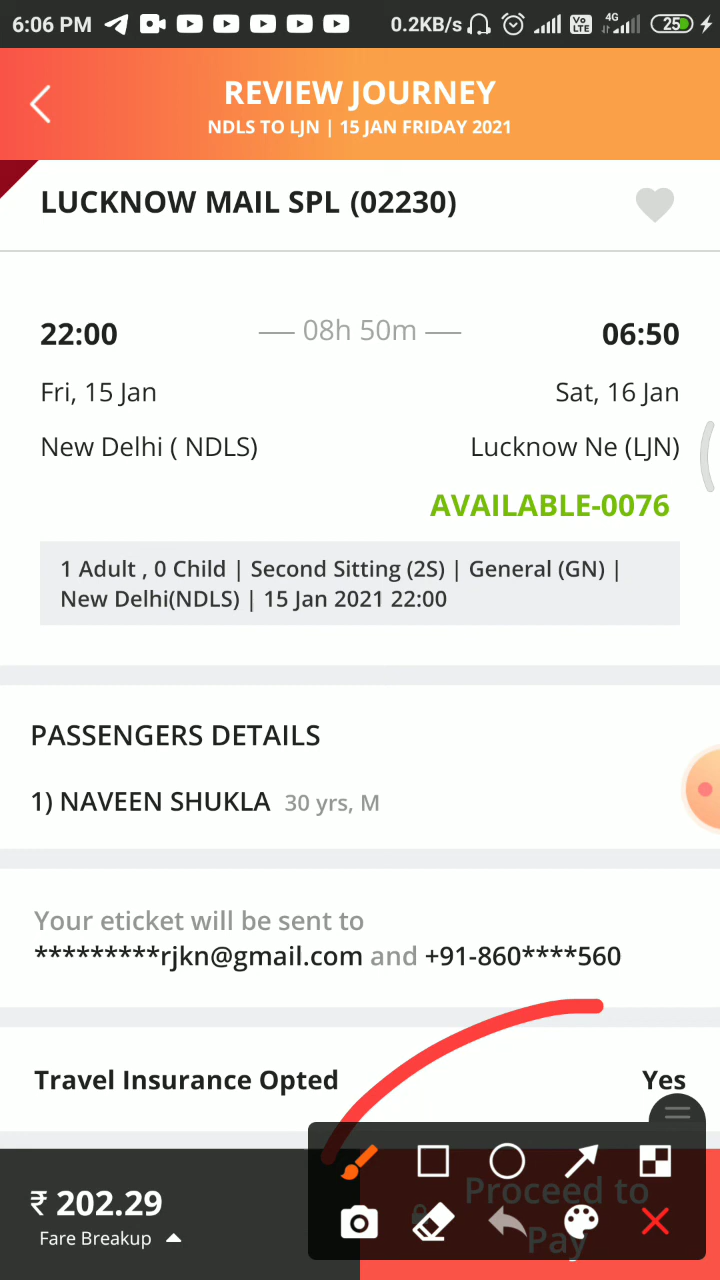 6:06 PM 0.2KB/s Vo LTE 4G 25
REVIEW JOURNEY
NDLS TO LJN | 15 JAN FRIDAY 2021
LUCKNOW MAIL SPL (02230)
22:00 — 08h 50m — 06:50
Fri, 15 Jan Sat, 16 Jan
New Delhi ( NDLS) Lucknow Ne (LJN)
AVAILABLE-0076
1 Adult , 0 Child | Second Sitting (2S) | General (GN) |
New Delhi(NDLS) | 15 Jan 2021 22:00
PASSENGERS DETAILS
1) NAVEEN SHUKLA 30 yrs, M
Your eticket will be sent to
*********rjkn@gmail.com and +91-860****560
Travel Insurance Opted Yes
₹ 202.29
Fare Breakup
Proceed to
Pay